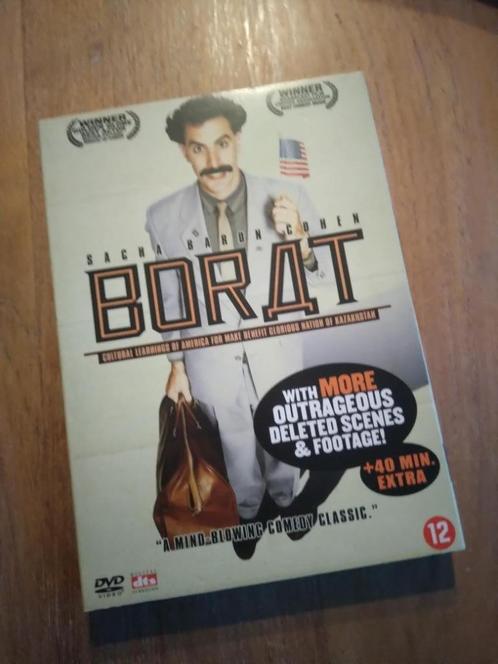 WINNER
WINNER
SACHA BARON COHEN
BORДT
CULTURAL LEARNINGS OF AMERICA FOR MAKE BENEFIT GLORIOUS NATION OF KAZAKHSTAN
WITH MORE
OUTRAGEOUS
DELETED SCENES
& FOOTAGE!
+40 MIN.
EXTRA
"A MIND-BLOWING COMEDY CLASSIC."
12
DVD
VIDEO
dts